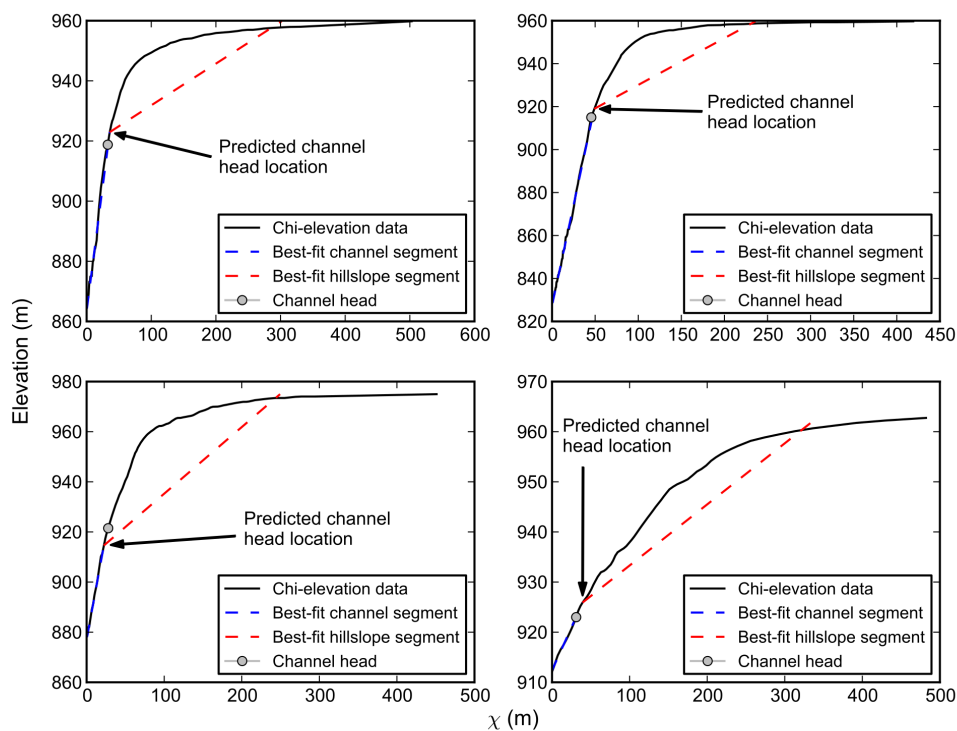 Elevation (m)
960
940
920
900
880
860
0
100
200
300
400
500
600
Predicted channel
head location
Chi-elevation data
Best-fit channel segment
Best-fit hillslope segment
Channel head
960
940
920
900
880
860
840
820
0
50
100
150
200
250
300
350
400
450
Predicted channel
head location
Chi-elevation data
Best-fit channel segment
Best-fit hillslope segment
Channel head
980
960
940
920
900
880
860
0
100
200
300
400
500
Predicted channel
head location
Chi-elevation data
Best-fit channel segment
Best-fit hillslope segment
Channel head
970
960
950
940
930
920
910
0
100
200
300
400
500
Predicted channel
head location
Chi-elevation data
Best-fit channel segment
Best-fit hillslope segment
Channel head
χ (m)